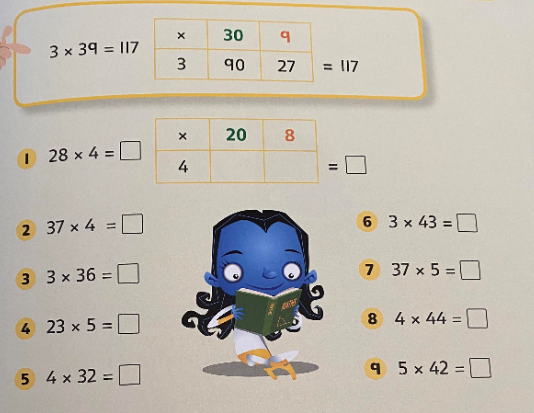 3 × 39 = 117
× 30 9
3 90 27 = 117
1 28 × 4 = □
× 20 8
4 = □
2 37 × 4 = □
3 3 × 36 = □
4 23 × 5 = □
5 4 × 32 = □
6 3 × 43 = □
7 37 × 5 = □
8 4 × 44 = □
9 5 × 42 = □
MATHS